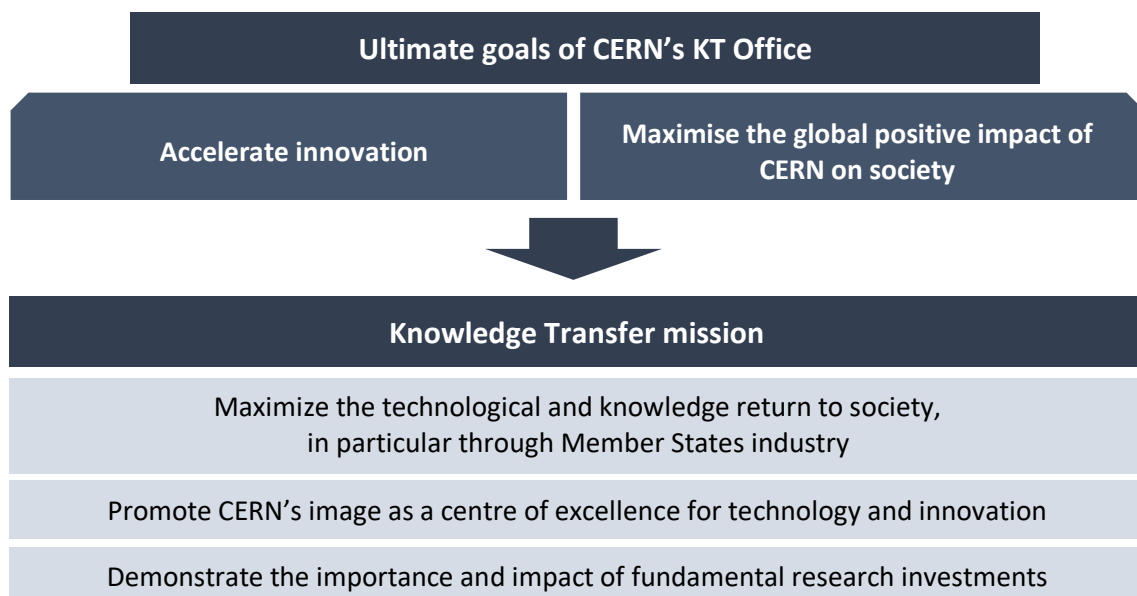 Ultimate goals of CERN’s KT Office
Accelerate innovation
Maximise the global positive impact of
CERN on society
Knowledge Transfer mission
Maximize the technological and knowledge return to society,
in particular through Member States industry
Promote CERN’s image as a centre of excellence for technology and innovation
Demonstrate the importance and impact of fundamental research investments